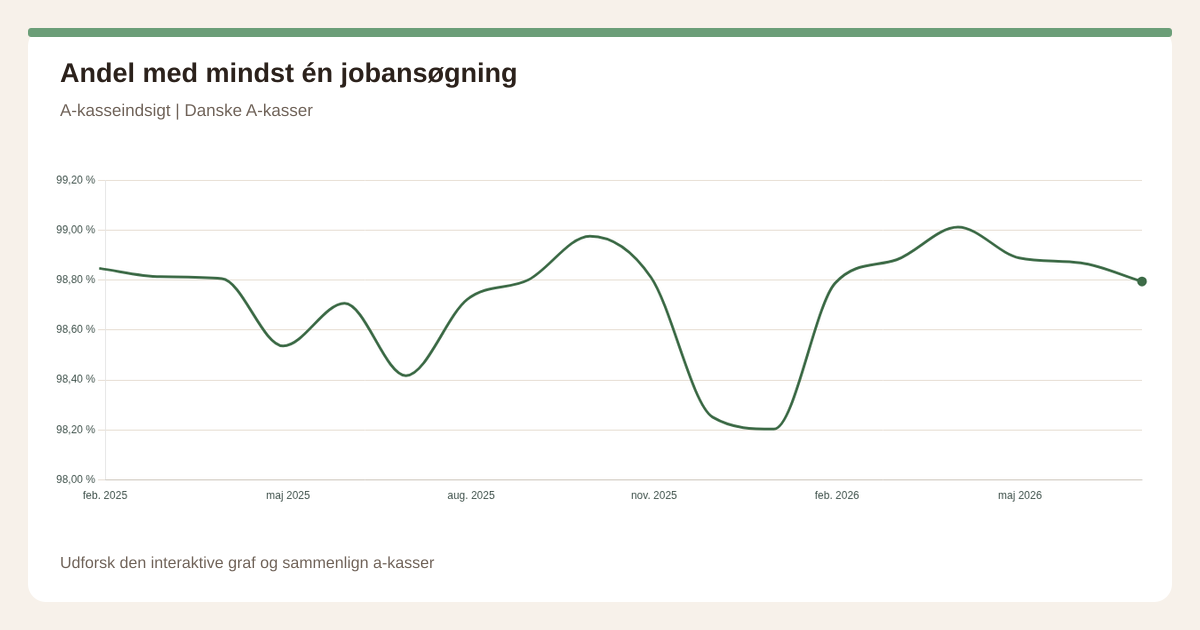 Andel med mindst én jobansøgning
A-kasseindsigt | Danske A-kasser
99,20 %
99,00 %
98,80 %
98,60 %
98,40 %
98,20 %
98,00 %
feb. 2025 maj 2025 aug. 2025 nov. 2025 feb. 2026 maj 2026
Udforsk den interaktive graf og sammenlign a-kasser